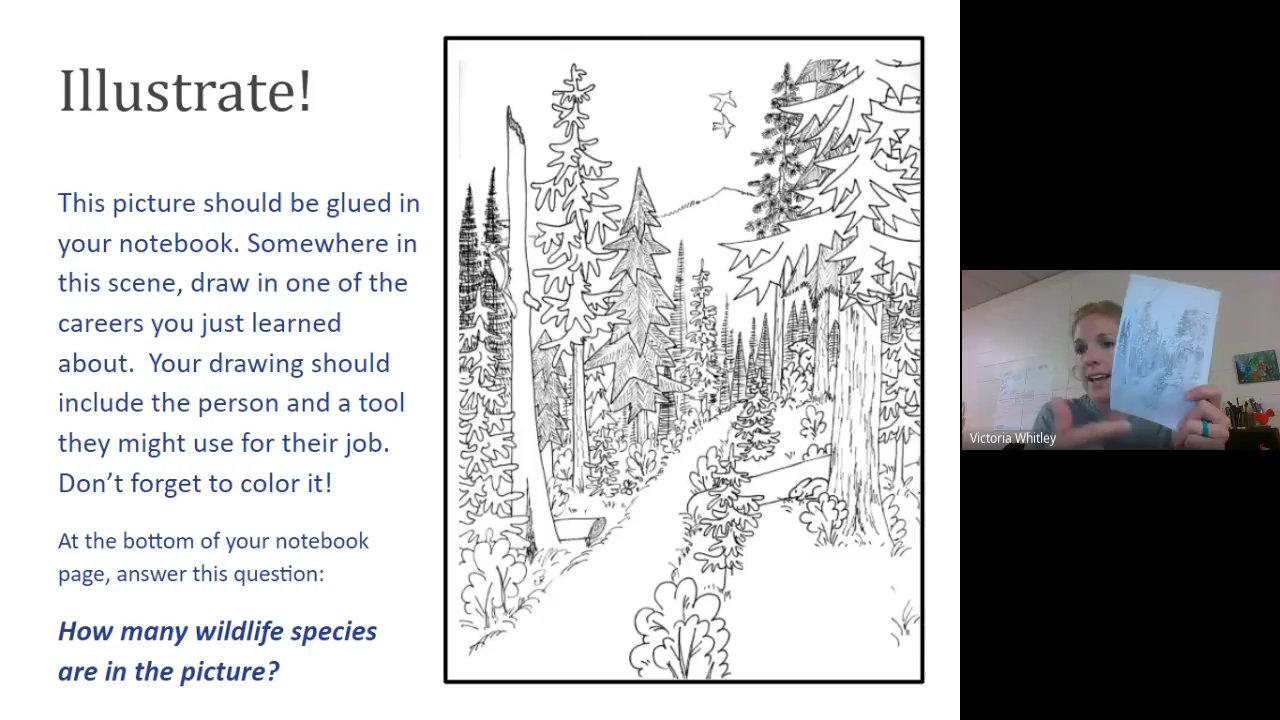 Illustrate!
This picture should be glued in
your notebook. Somewhere in
this scene, draw in one of the
careers you just learned
about.  Your drawing should
include the person and a tool
they might use for their job.
Don’t forget to color it!
At the bottom of your notebook
page, answer this question:
How many wildlife species
are in the picture?
Victoria Whitley